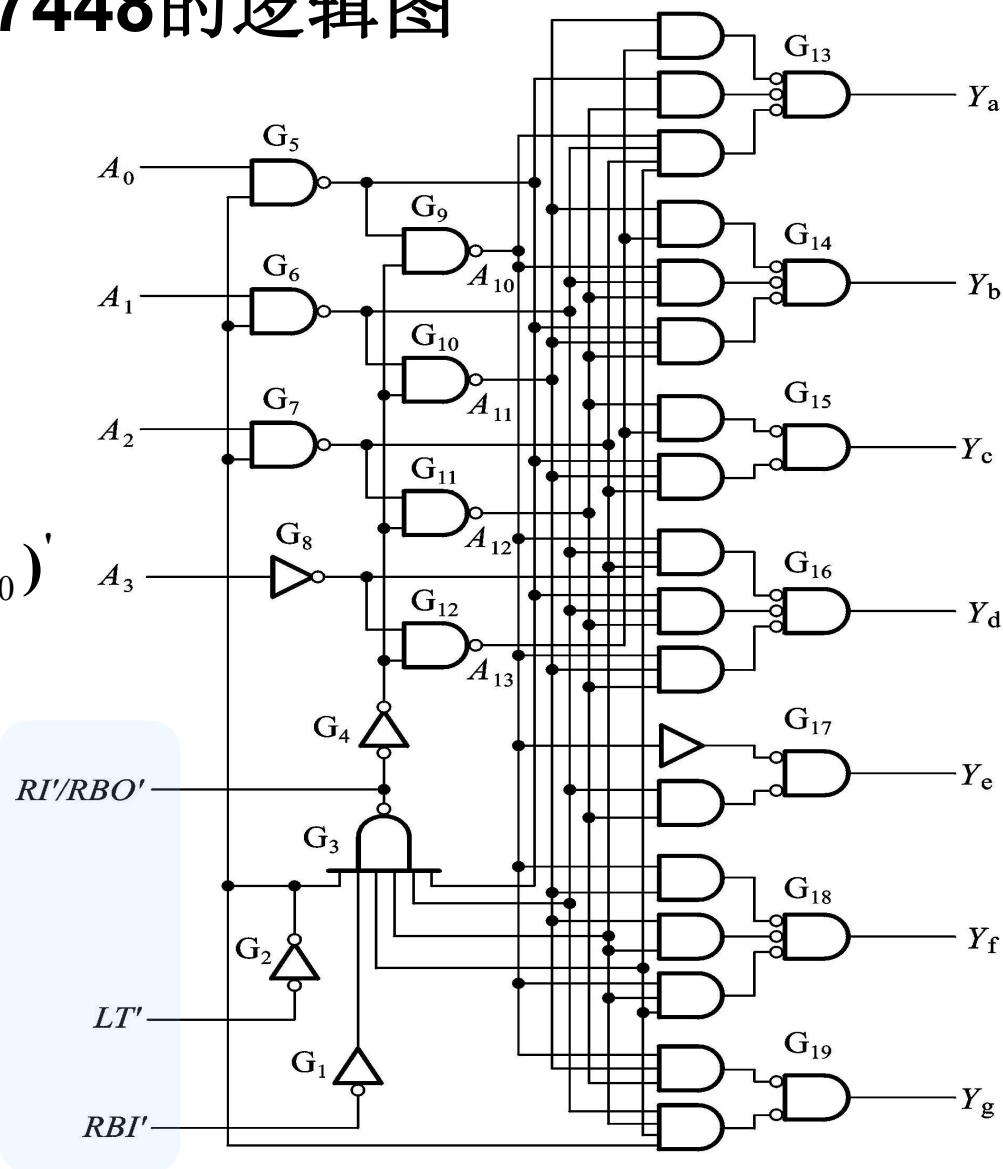 7448的逻辑图
G13
Ya
G5
A0
G9
A10
G14
Yb
G6
A1
G10
A11
G15
Yc
G7
A2
G11
A12
G8
0)'
A3
G16
Yd
G12
A13
G4
G17
Ye
RI'/RBO'
G3
G18
Yf
G2
LT'
G1
G19
Yg
RBI'